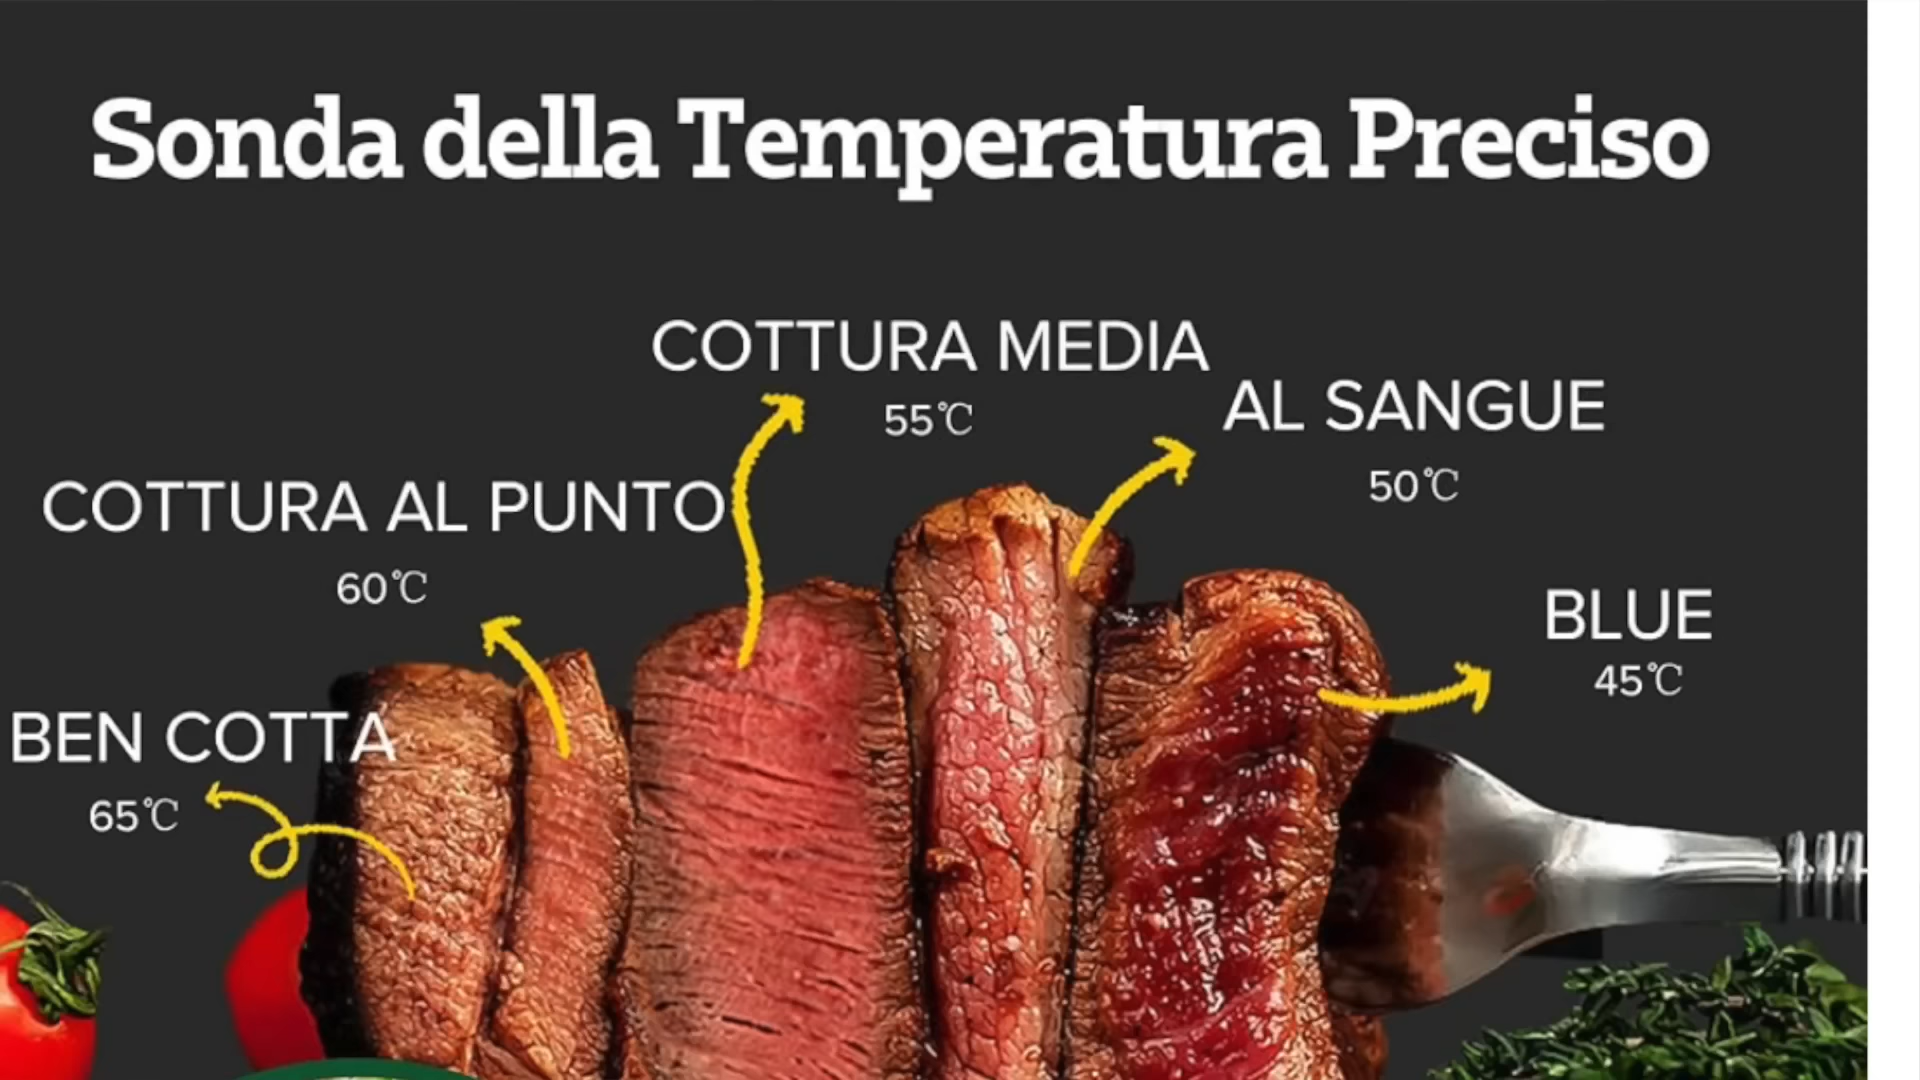 Sonda della Temperatura Preciso
COTTURA MEDIA
55℃
AL SANGUE
50℃
COTTURA AL PUNTO
60℃
BLUE
45℃
BEN COTTA
65℃